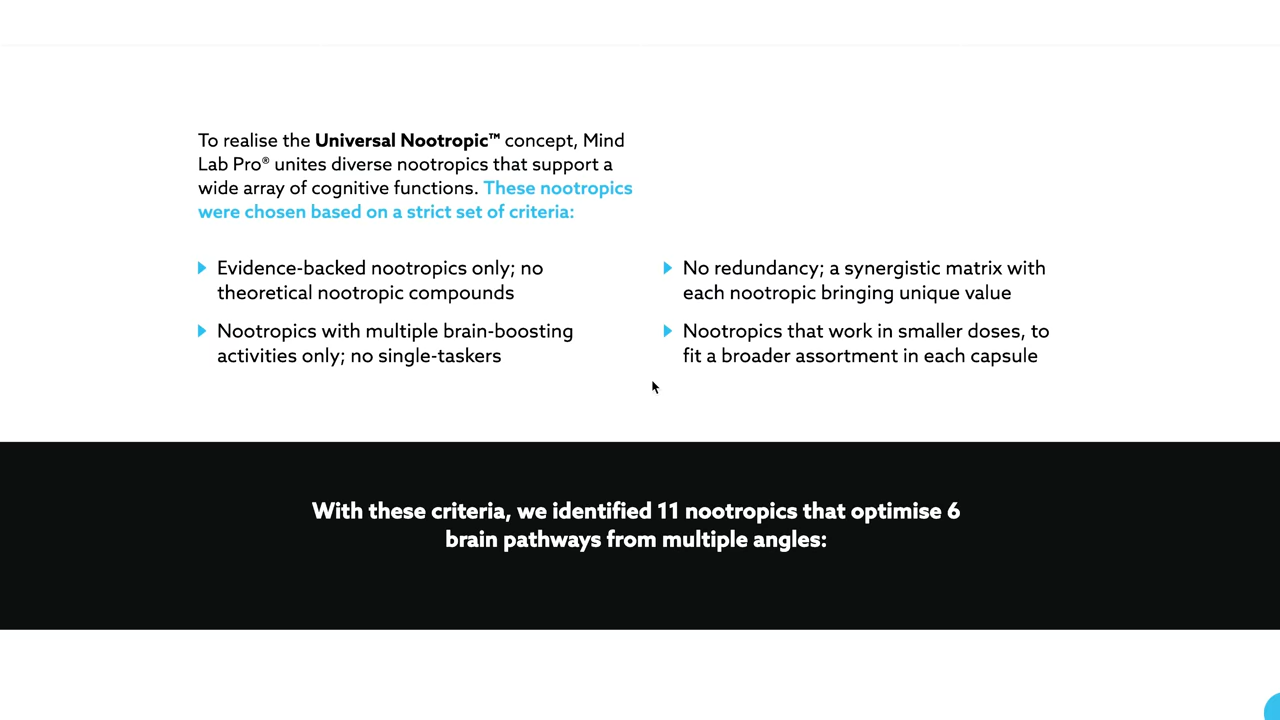 To realise the Universal Nootropic™ concept, Mind
Lab Pro® unites diverse nootropics that support a
wide array of cognitive functions. These nootropics
were chosen based on a strict set of criteria:
Evidence-backed nootropics only; no
theoretical nootropic compounds
Nootropics with multiple brain-boosting
activities only; no single-taskers
No redundancy; a synergistic matrix with
each nootropic bringing unique value
Nootropics that work in smaller doses, to
fit a broader assortment in each capsule
With these criteria, we identified 11 nootropics that optimise 6
brain pathways from multiple angles: